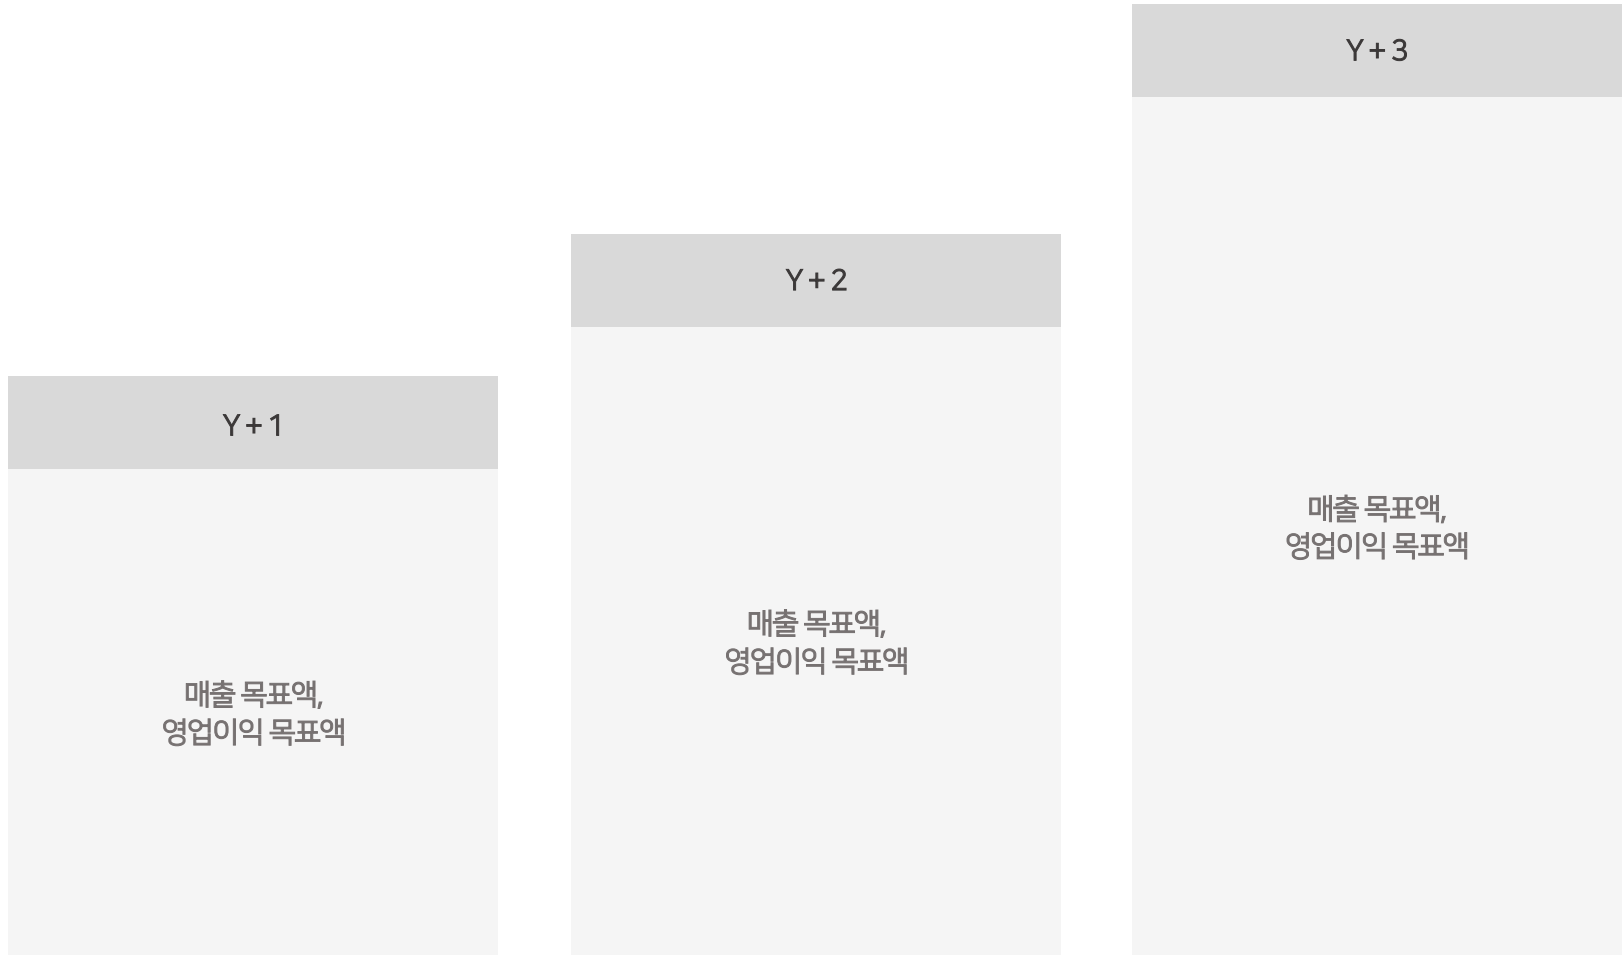 Y + 1
매출 목표액,
영업이익 목표액
Y + 2
매출 목표액,
영업이익 목표액
Y + 3
매출 목표액,
영업이익 목표액